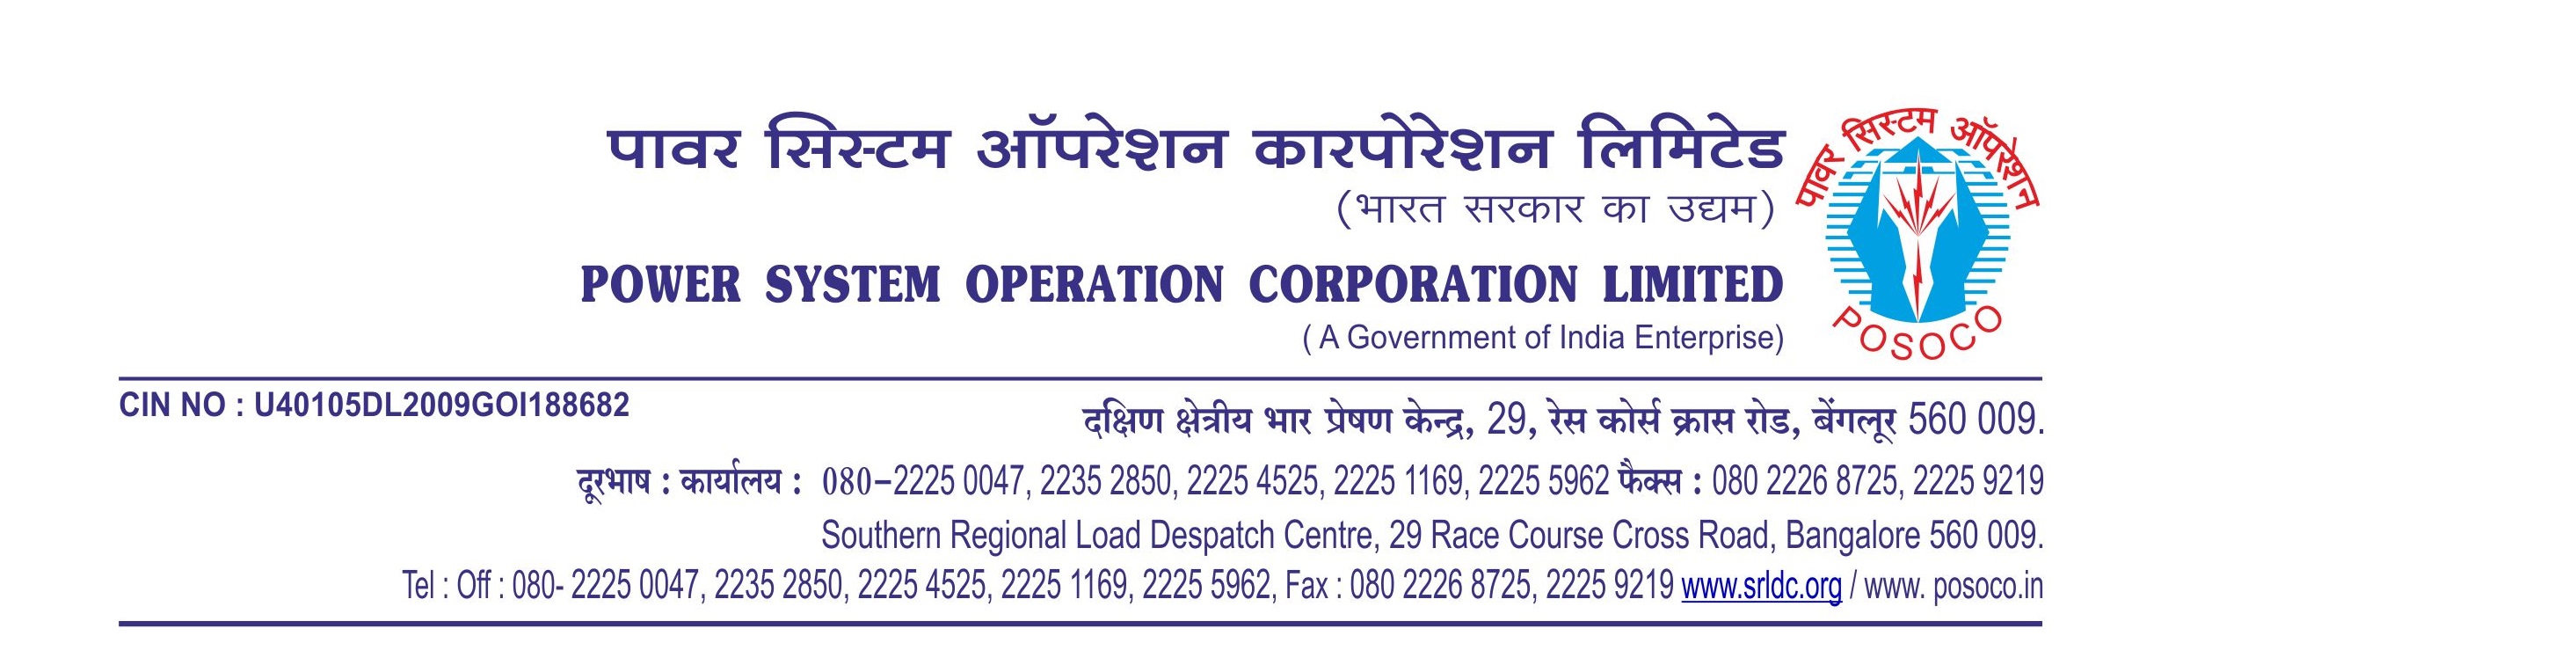 पावर सिस्टम ऑपरेशन कारपोरेशन लिमिटेड
(भारत सरकार का उद्यम)
POWER SYSTEM OPERATION CORPORATION LIMITED
( A Government of India Enterprise)
पावर सिस्टम ऑपरेशन
POSOCO
CIN NO : U40105DL2009GOI188682
दक्षिण क्षेत्रीय भार प्रेषण केन्द्र, 29, रेस कोर्स क्रास रोड, बेंगलूर 560 009.
दूरभाष : कार्यालय : 080-2225 0047, 2235 2850, 2225 4525, 2225 1169, 2225 5962 फैक्स : 080 2226 8725, 2225 9219
Southern Regional Load Despatch Centre, 29 Race Course Cross Road, Bangalore 560 009.
Tel : Off : 080- 2225 0047, 2235 2850, 2225 4525, 2225 1169, 2225 5962, Fax : 080 2226 8725, 2225 9219 www.srldc.org / www. posoco.in